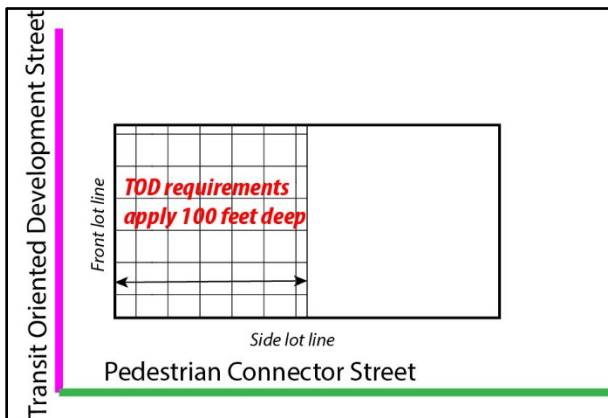 Transit Oriented Development Street
Front lot line
TOD requirements
apply 100 feet deep
Side lot line
Pedestrian Connector Street